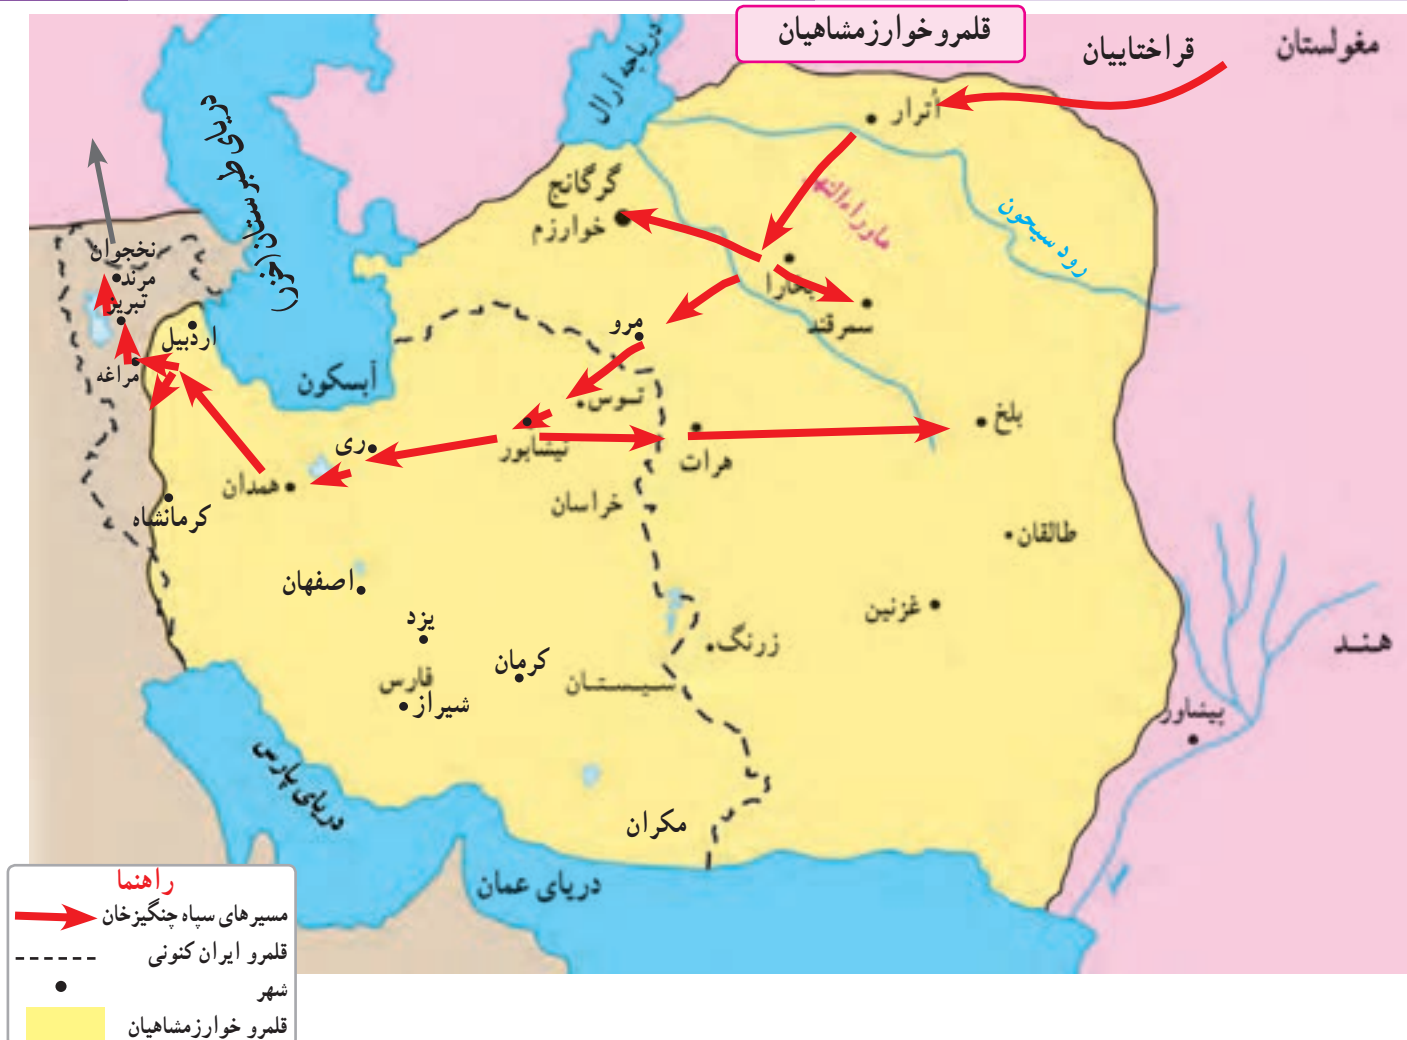 قلمرو خوارزمشاهیان
مغولستان
قراختاییان
دریاچه آرال
اُترار
دریای طبرستان (خزر)
ماوراءالنهر
رود سیحون
گرگانج
خوارزم
بخارا
سمرقند
نخجوان
مرند
تبریز
اردبیل
مراغه
مرو
آبسکون
توس
بلخ
نیشابور
هرات
ری
همدان
خراسان
کرمانشاه
طالقان
اصفهان
غزنین
یزد
زرنگ
هند
کرمان
سیستان
فارس
شیراز
پیشاور
دریای پارس
مکران
دریای عمان
راهنما
مسیرهای سپاه چنگیزخان
قلمرو ایران کنونی
شهر
قلمرو خوارزمشاهیان